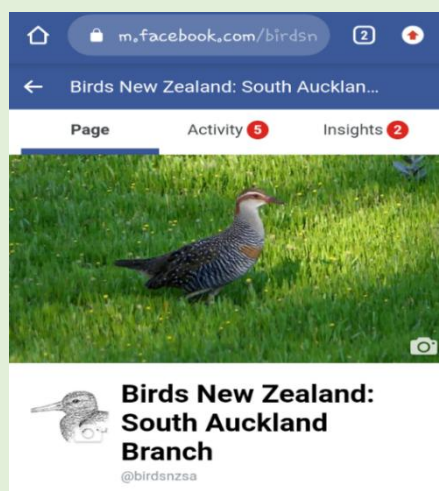 m.facebook.com/birdsn
2
Birds New Zealand: South Aucklan...
Page Activity 5 Insights 2
Birds New Zealand:
South Auckland
Branch
@birdsnzsa